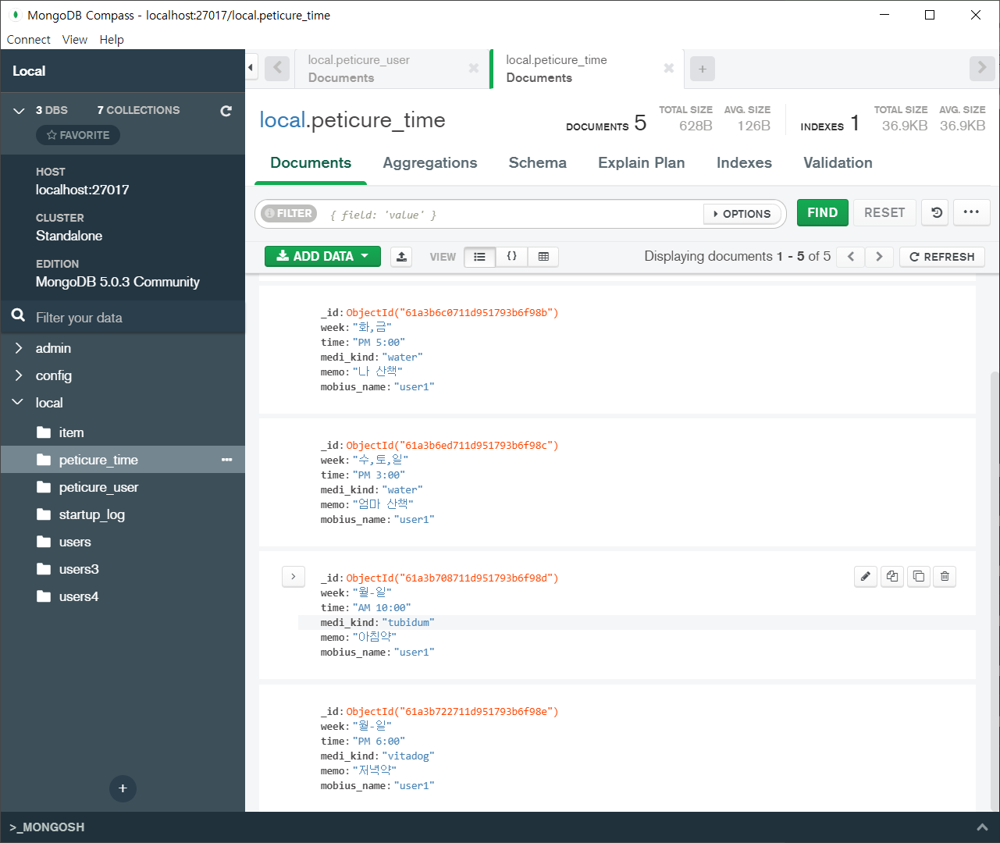 MongoDB Compass - localhost:27017/local.peticure_time
Connect View Help
Local
3 DBS 7 COLLECTIONS
FAVORITE
HOST
localhost:27017
CLUSTER
Standalone
EDITION
MongoDB 5.0.3 Community
Filter your data
admin
config
local
item
peticure_time
peticure_user
startup_log
users
users3
users4
>_MONGOSH
local.peticure_user
Documents
local.peticure_time
Documents
local.peticure_time
DOCUMENTS 5
TOTAL SIZE 628B
AVG. SIZE 126B
INDEXES 1
TOTAL SIZE 36.9KB
AVG. SIZE 36.9KB
Documents Aggregations Schema Explain Plan Indexes Validation
FILTER { field: 'value' } OPTIONS FIND RESET
ADD DATA VIEW {} Displaying documents 1 - 5 of 5 REFRESH
_id: ObjectId("61a3b6c0711d951793b6f98b")
week: "화,금"
time: "PM 5:00"
medi_kind: "water"
memo: "나 산책"
mobius_name: "user1"
_id: ObjectId("61a3b6ed711d951793b6f98c")
week: "수,토,일"
time: "PM 3:00"
medi_kind: "water"
memo: "엄마 산책"
mobius_name: "user1"
_id: ObjectId("61a3b708711d951793b6f98d")
week: "월-일"
time: "AM 10:00"
medi_kind: "tubidum"
memo: "아침약"
mobius_name: "user1"
_id: ObjectId("61a3b722711d951793b6f98e")
week: "월-일"
time: "PM 6:00"
medi_kind: "vitadog"
memo: "저녁약"
mobius_name: "user1"